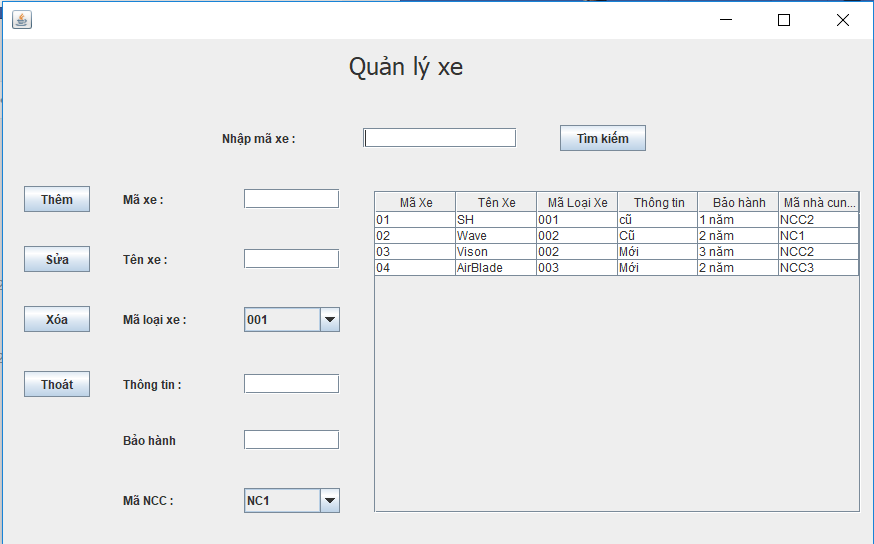 Quản lý xe
Nhập mã xe : Tìm kiếm
Thêm Mã xe :
Sửa Tên xe :
Xóa Mã loại xe : 001
Thoát Thông tin :
Bảo hành
Mã NCC : NC1
Mã Xe Tên Xe Mã Loại Xe Thông tin Bảo hành Mã nhà cun...
01 SH 001 cũ 1 năm NCC2
02 Wave 002 Cũ 2 năm NC1
03 Vison 002 Mới 3 năm NCC2
04 AirBlade 003 Mới 2 năm NCC3